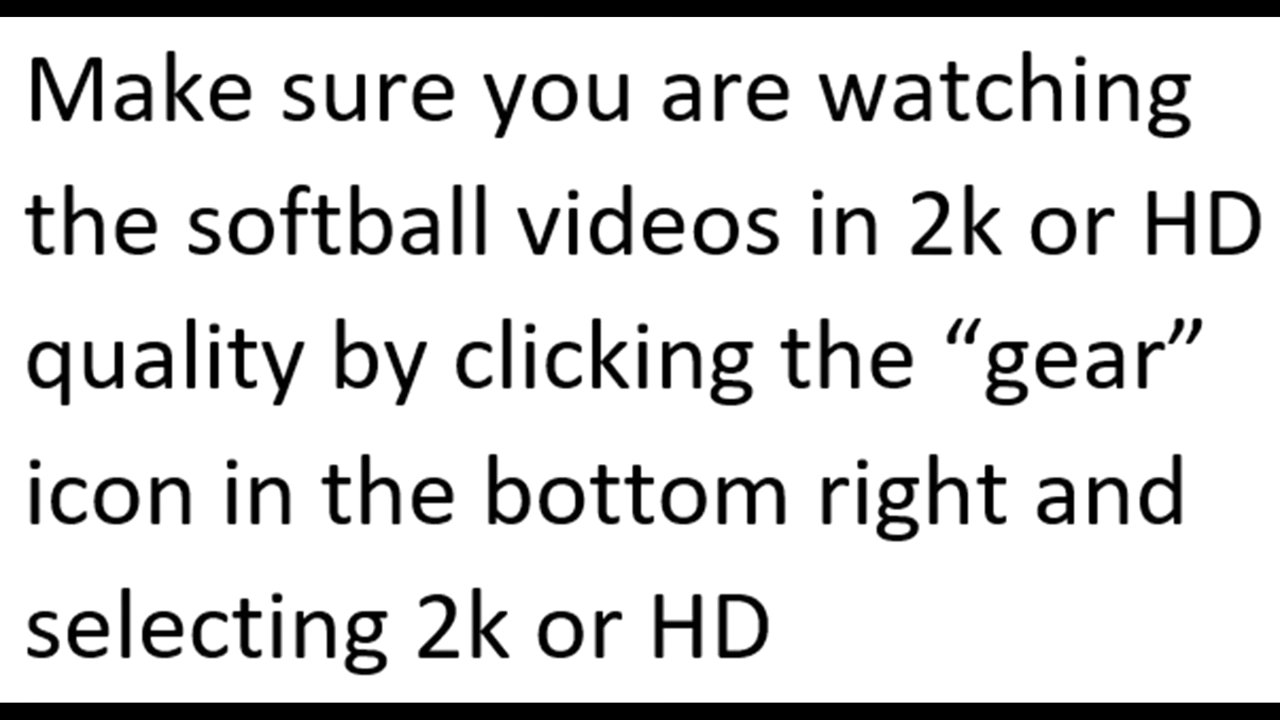 Make sure you are watching
the softball videos in 2k or HD
quality by clicking the “gear”
icon in the bottom right and
selecting 2k or HD